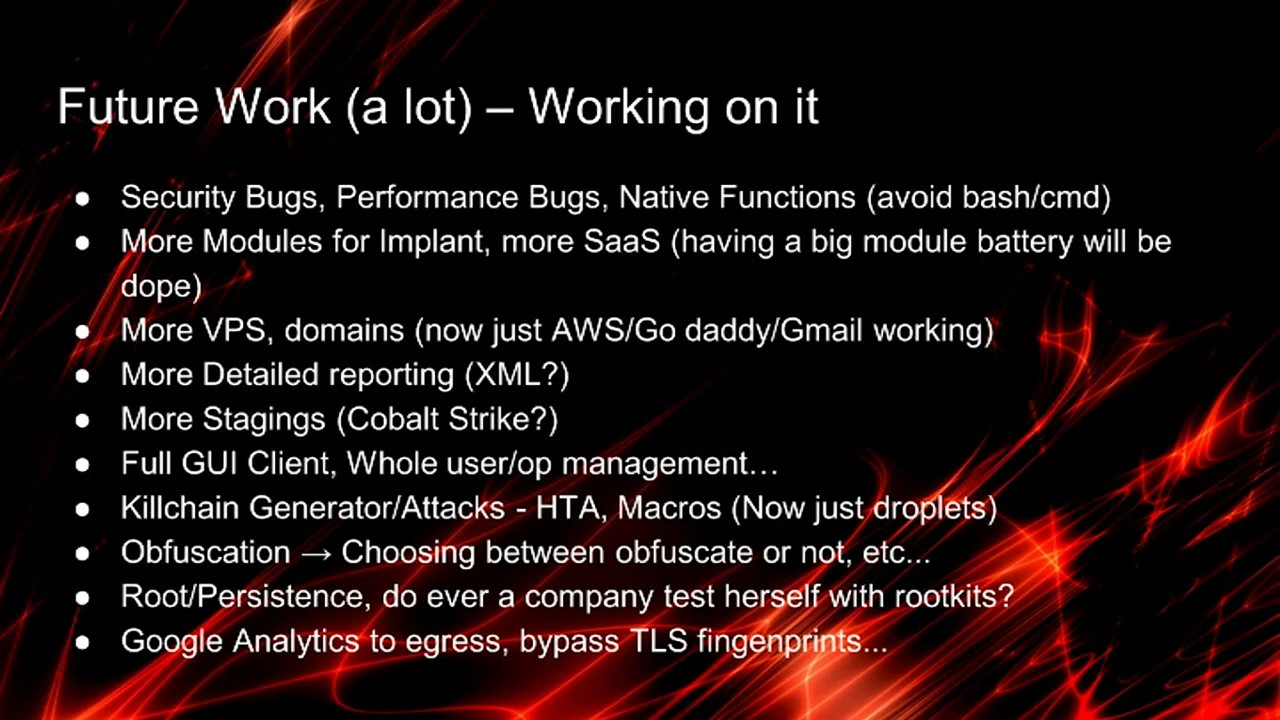 Future Work (a lot) – Working on it
● Security Bugs, Performance Bugs, Native Functions (avoid bash/cmd)
● More Modules for Implant, more SaaS (having a big module battery will be
dope)
● More VPS, domains (now just AWS/Go daddy/Gmail working)
● More Detailed reporting (XML?)
● More Stagings (Cobalt Strike?)
● Full GUI Client, Whole user/op management…
● Killchain Generator/Attacks - HTA, Macros (Now just droplets)
● Obfuscation → Choosing between obfuscate or not, etc...
● Root/Persistence, do ever a company test herself with rootkits?
● Google Analytics to egress, bypass TLS fingenprints...